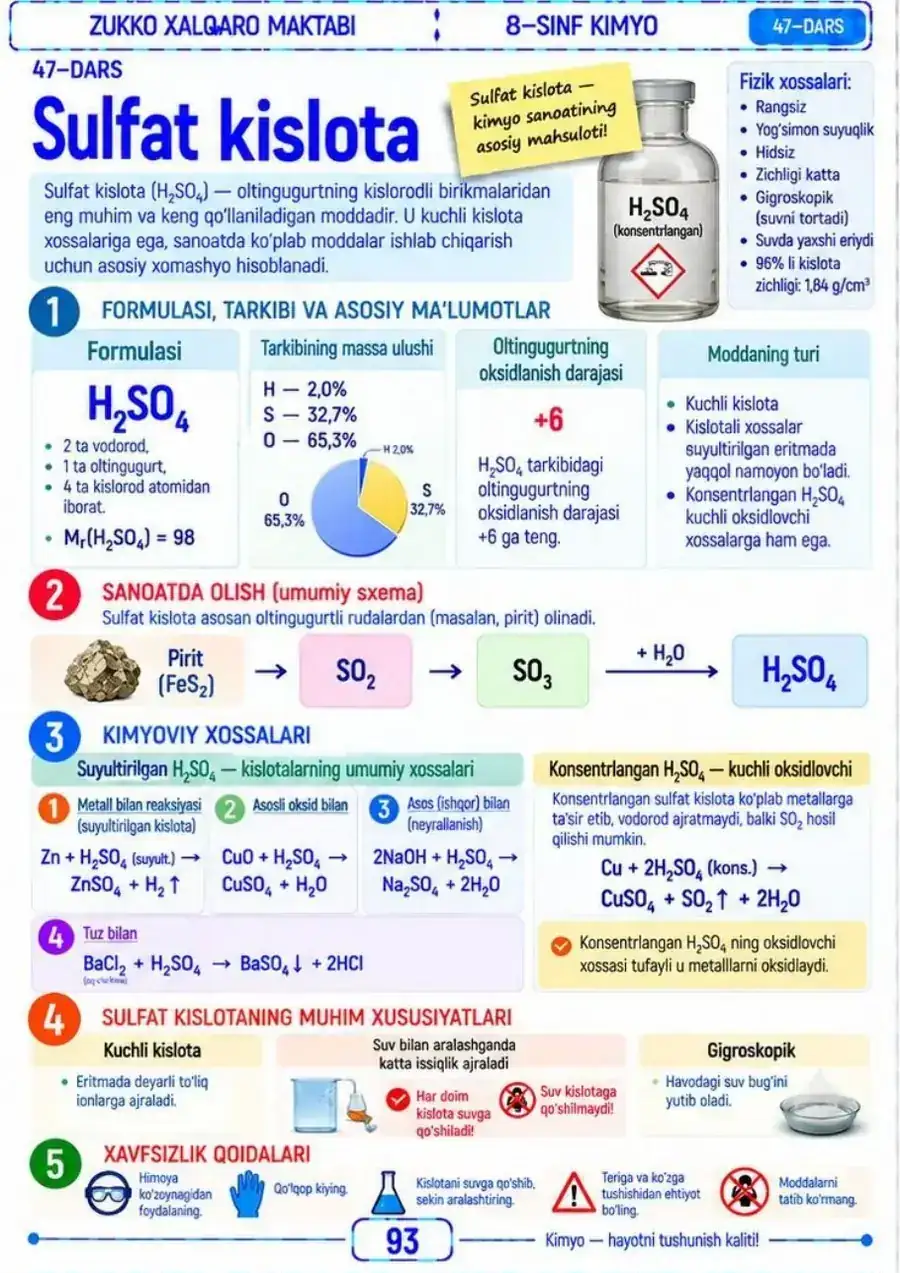 ZUKKO XALQARO MAKTABI
8–SINF KIMYO
47–DARS
47–DARS
Sulfat kislota
Sulfat kislota —
kimyo sanoatining
asosiy mahsuloti!
Sulfat kislota (H₂SO₄) — oltingugurtning kislorodli birikmalaridan
eng muhim va keng qo‘llaniladigan moddadir. U kuchli kislota
xossalariga ega, sanoatda ko‘plab moddalar ishlab chiqarish
uchun asosiy xomashyo hisoblanadi.
H₂SO₄
(konsentrlangan)
Fizik xossalari:
• Rangsiz
• Yog‘simon suyuqlik
• Hidsiz
• Zichligi katta
• Gigroskopik
(suvni tortadi)
• Suvda yaxshi eriydi
• 96% li kislota
zichligi: 1,84 g/cm³
1 FORMULASI, TARKIBI VA ASOSIY MA’LUMOTLAR
Formulasi
H₂SO₄
• 2 ta vodorod,
• 1 ta oltingugurt,
• 4 ta kislorod atomidan
iborat.
• Mᵣ(H₂SO₄) = 98
Tarkibining massa ulushi
H — 2,0%
S — 32,7%
O — 65,3%
H 2,0%
O
65,3%
S
32,7%
Oltingugurtning
oksidlanish darajasi
+6
H₂SO₄ tarkibidagi
oltingugurtning
oksidlanish darajasi
+6 ga teng.
Moddaning turi
• Kuchli kislota
• Kislotali xossalar
suyultirilgan eritmada
yaqqol namoyon bo‘ladi.
• Konsentrlangan H₂SO₄
kuchli oksidlovchi
xossalarga ham ega.
2 SANOATDA OLISH (umumiy sxema)
Sulfat kislota asosan oltingugurtli rudalardan (masalan, pirit) olinadi.
Pirit
(FeS₂)
→ SO₂ → SO₃
+ H₂O
→ H₂SO₄
3 KIMYOVIY XOSSALARI
Suyultirilgan H₂SO₄ — kislotalarning umumiy xossalari
1 Metall bilan reaksiyasi
(suyultirilgan kislota)
Zn + H₂SO₄ (suyult.) →
ZnSO₄ + H₂ ↑
2 Asosli oksid bilan
CuO + H₂SO₄ →
CuSO₄ + H₂O
3 Asos (ishqor) bilan
(neyrallanish)
2NaOH + H₂SO₄ →
Na₂SO₄ + 2H₂O
4 Tuz bilan
BaCl₂ + H₂SO₄ → BaSO₄↓ + 2HCl
Konsentrlangan H₂SO₄ — kuchli oksidlovchi
Konsentrlangan sulfat kislota ko‘plab metallarga
ta’sir etib, vodorod ajratmaydi, balki SO₂ hosil
qilishi mumkin.
Cu + 2H₂SO₄ (kons.) →
CuSO₄ + SO₂ ↑ + 2H₂O
Konsentrlangan H₂SO₄ ning oksidlovchi
xossasi tufayli u metalllarni oksidlaydi.
4 SULFAT KISLOTANING MUHIM XUSUSIYATLARI
Kuchli kislota
• Eritmada deyarli to‘liq
ionlarga ajraladi.
Suv bilan aralashganda
katta issiqlik ajraladi
Har doim
kislota suvga
qo‘shiladi!
Suv kislotaga
qo‘shilmaydi!
Gigroskopik
• Havodagi suv bug‘ini
yutib oladi.
5 XAVFSIZLIK QOIDALARI
Himoya
ko‘zoynagidan
foydalaning.
Qo‘lqop kiying.
Kislotani suvga qo‘shib,
sekin aralashtiring.
Teriga va ko‘zga
tushishidan ehtiyot
bo‘ling.
Moddalarni
tatib ko‘rmang.
93
Kimyo — hayotni tushunish kaliti!